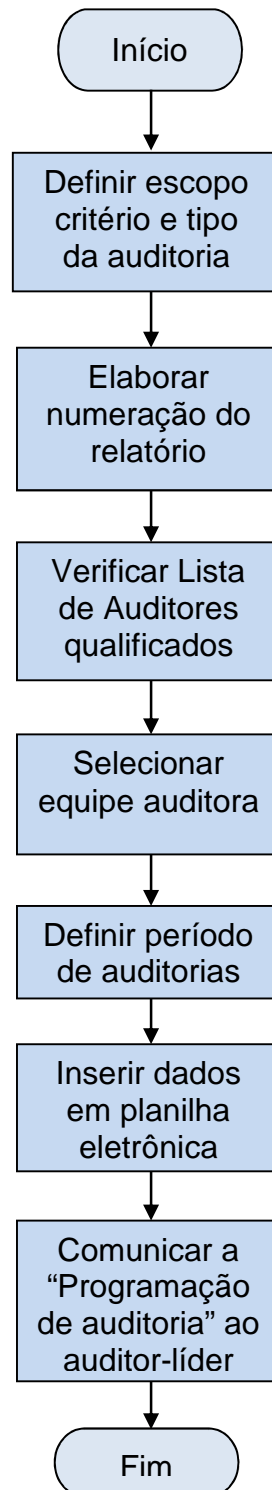 Início
Definir escopo
critério e tipo
da auditoria
Elaborar
numeração do
relatório
Verificar Lista
de Auditores
qualificados
Selecionar
equipe auditora
Definir período
de auditorias
Inserir dados
em planilha
eletrônica
Comunicar a
“Programação
de auditoria” ao
auditor-líder
Fim